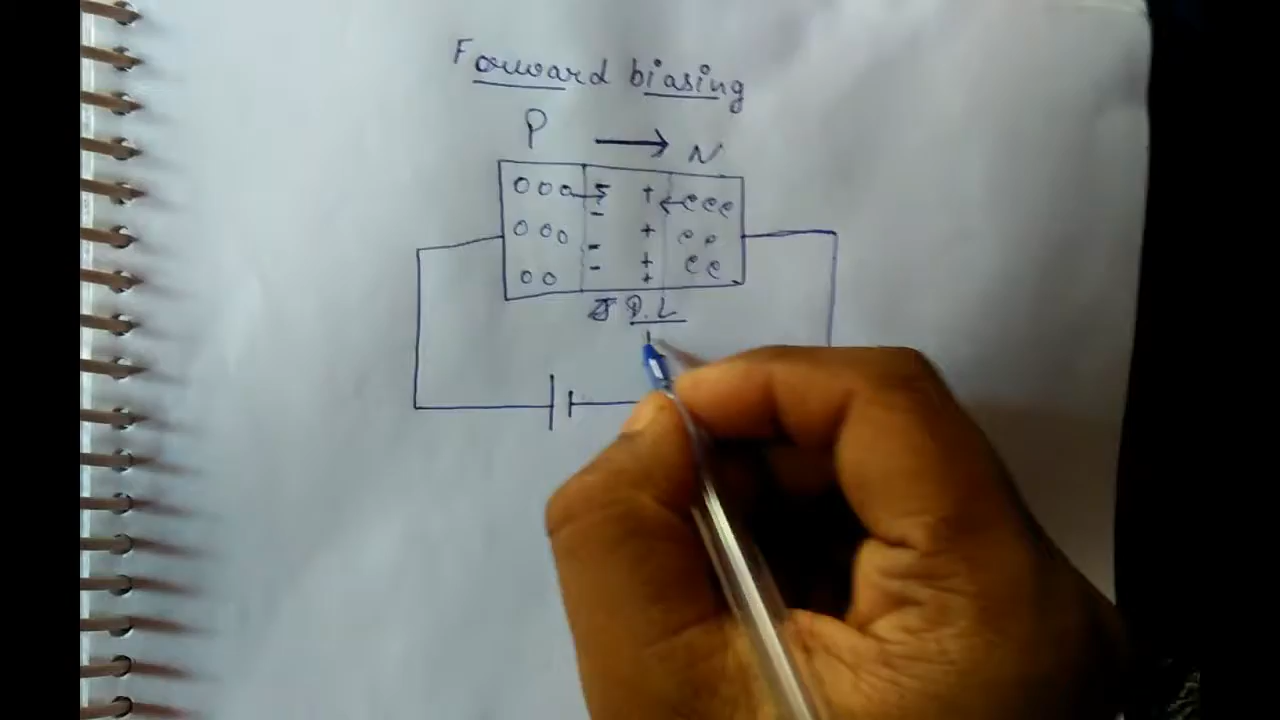 Forward biasing
P → N
o o o - + e e e
- 
o o o + e e
-
o o - + e e
+
D.L